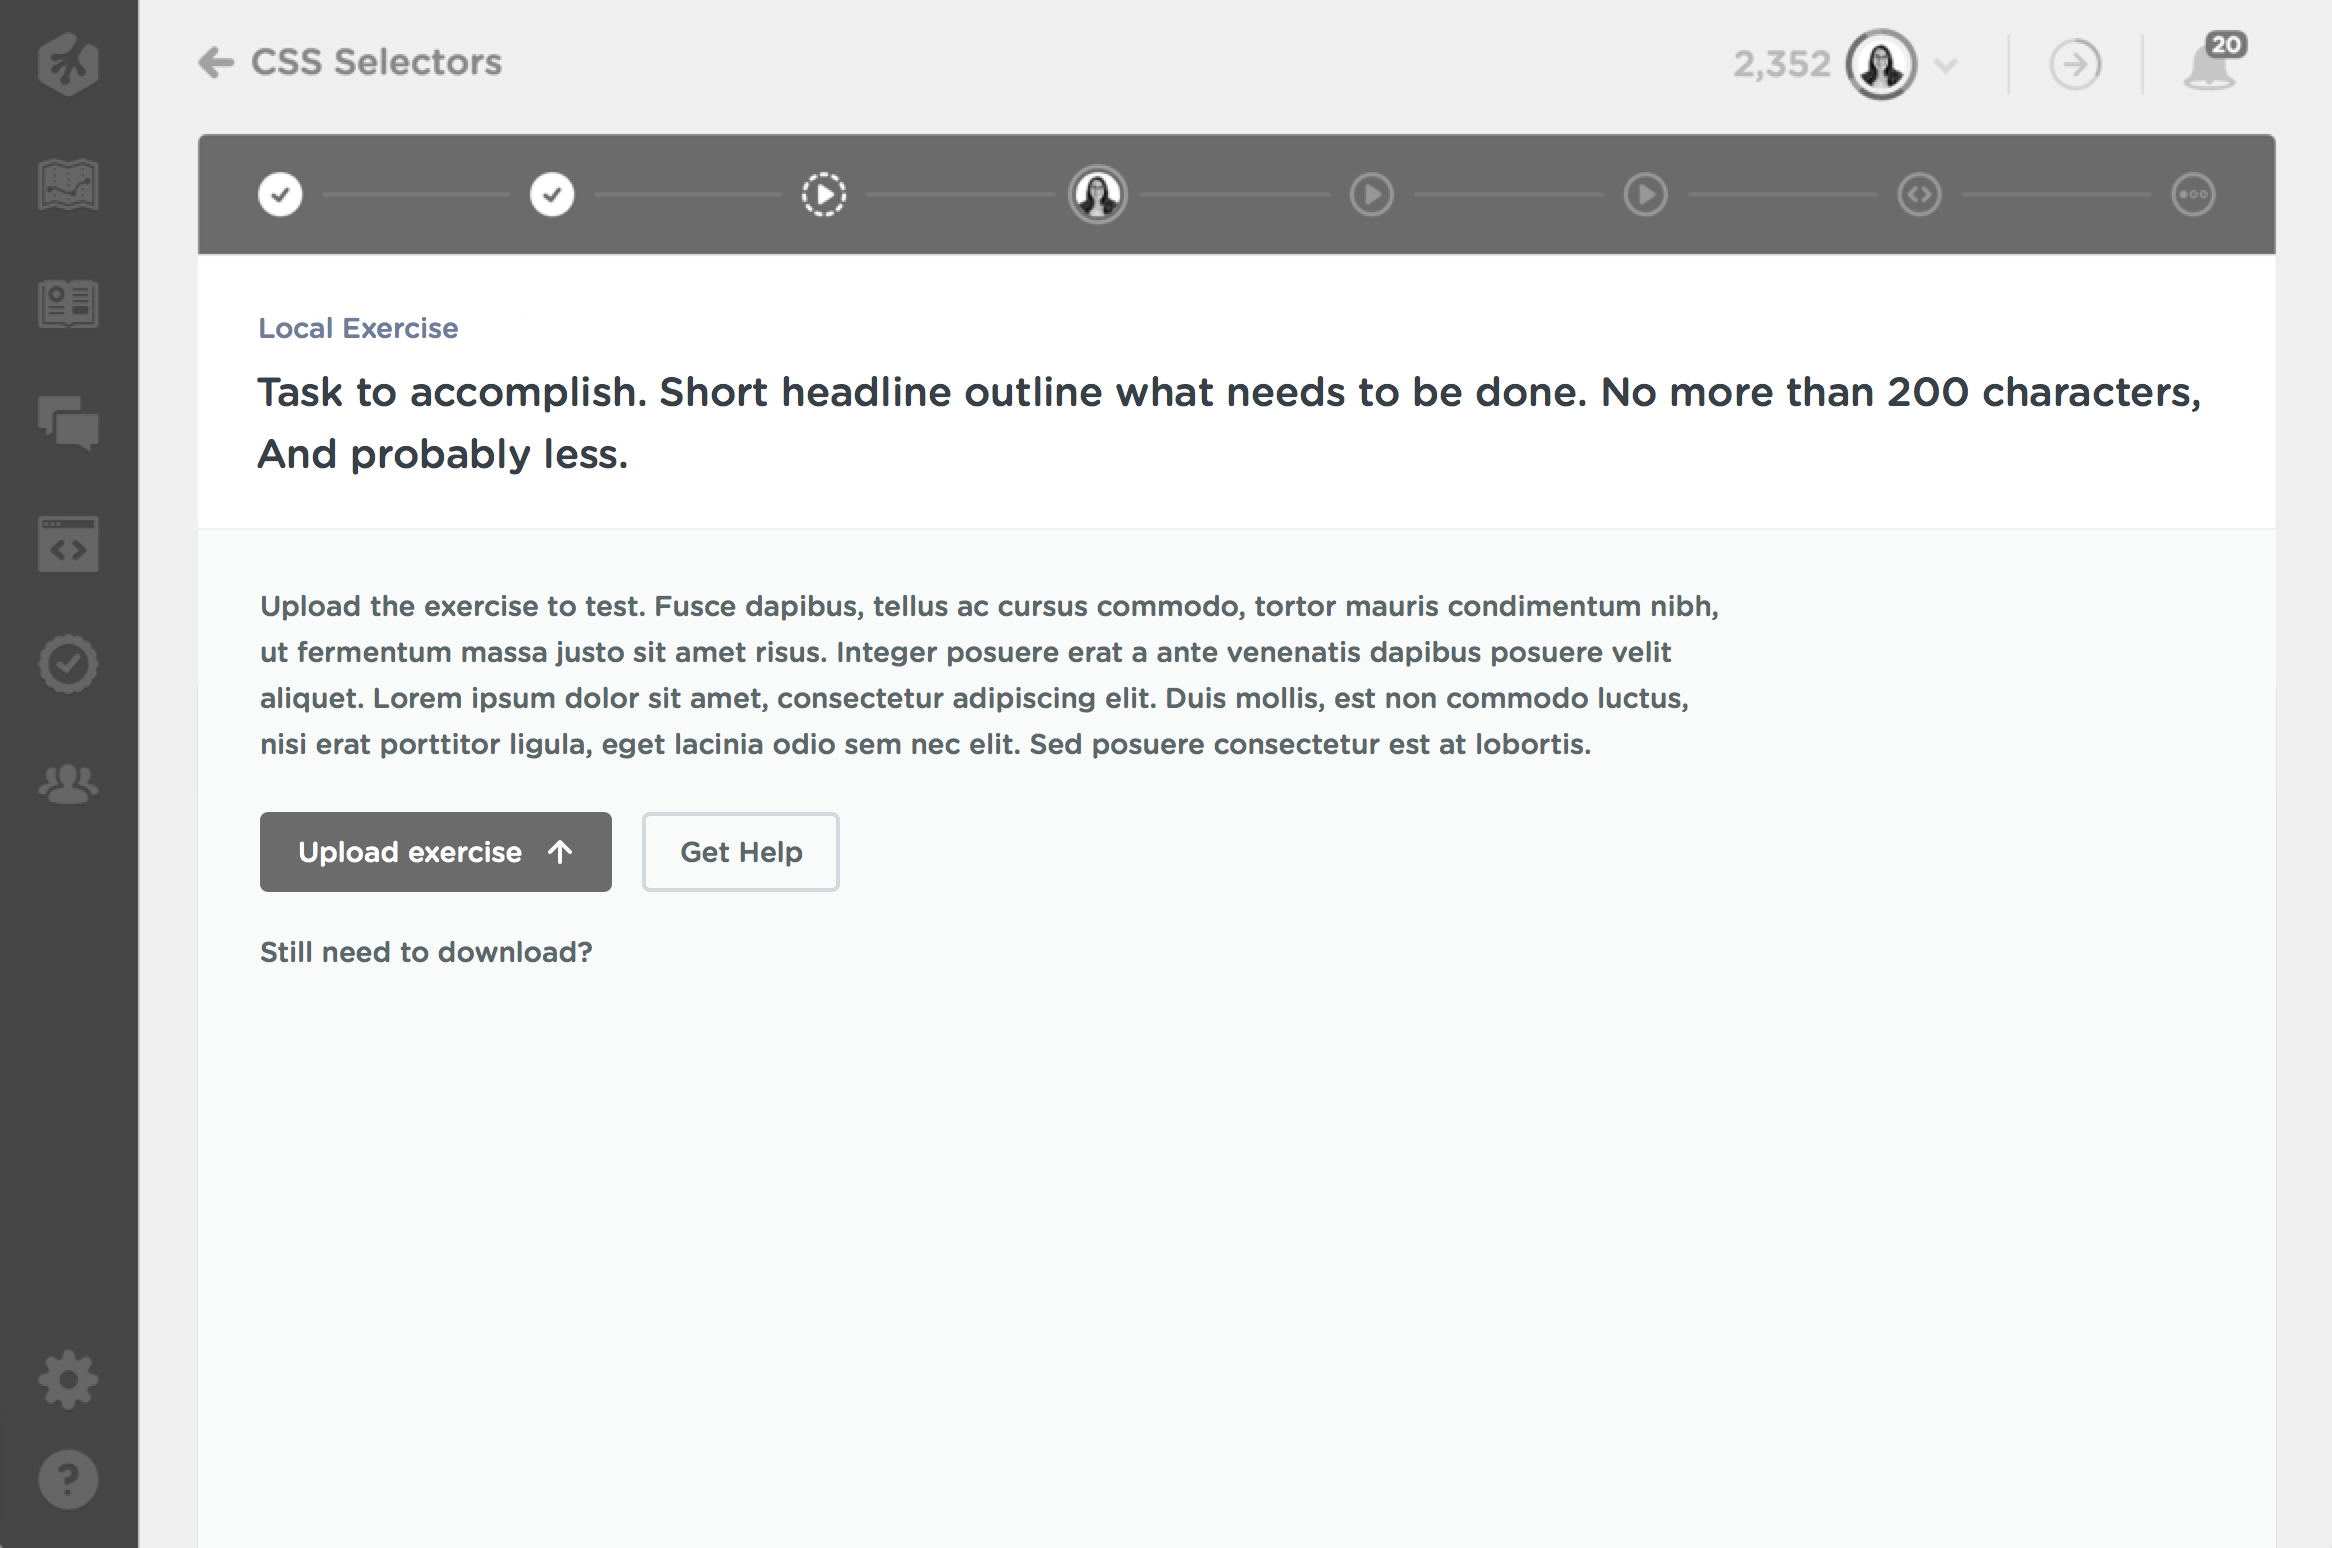 CSS Selectors
2,352
20
Local Exercise
Task to accomplish. Short headline outline what needs to be done. No more than 200 characters,
And probably less.
Upload the exercise to test. Fusce dapibus, tellus ac cursus commodo, tortor mauris condimentum nibh,
ut fermentum massa justo sit amet risus. Integer posuere erat a ante venenatis dapibus posuere velit
aliquet. Lorem ipsum dolor sit amet, consectetur adipiscing elit. Duis mollis, est non commodo luctus,
nisi erat porttitor ligula, eget lacinia odio sem nec elit. Sed posuere consectetur est at lobortis.
Upload exercise
Get Help
Still need to download?